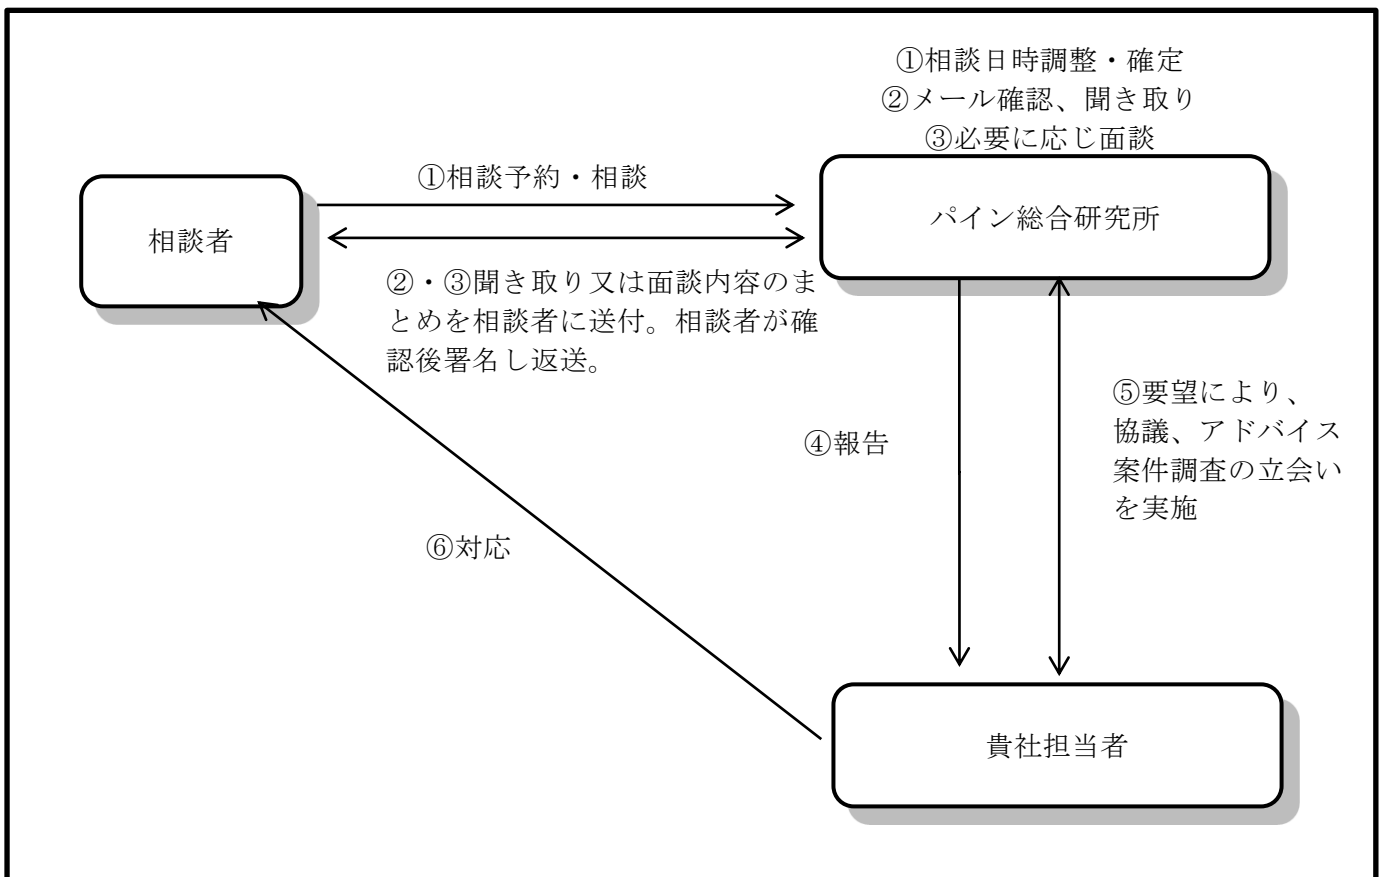 ①相談日時調整・確定
②メール確認、聞き取り
③必要に応じ面談
①相談予約・相談
相談者
パイン総合研究所
②・③聞き取り又は面談内容のま
とめを相談者に送付。相談者が確
認後署名し返送。
⑤要望により、
協議、アドバイス
案件調査の立会い
を実施
④報告
⑥対応
貴社担当者